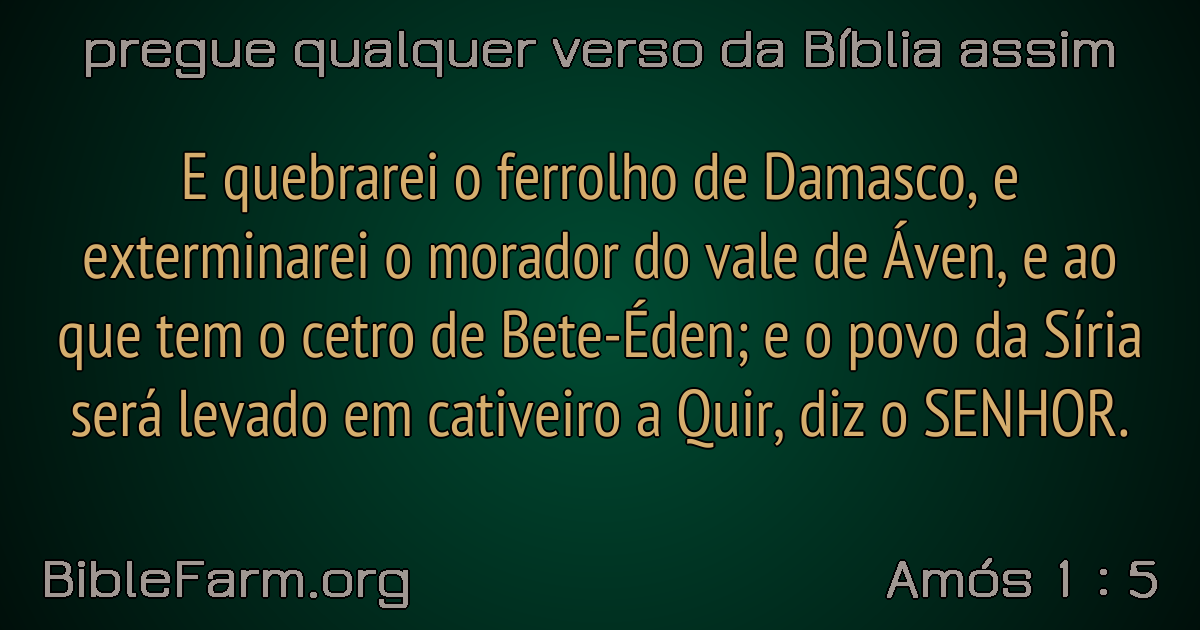 pregue qualquer verso da Bíblia assim
E quebrarei o ferrolho de Damasco, e
exterminarei o morador do vale de Áven, e ao
que tem o cetro de Bete-Éden; e o povo da Síria
será levado em cativeiro a Quir, diz o SENHOR.
BibleFarm.org
Amós 1 : 5